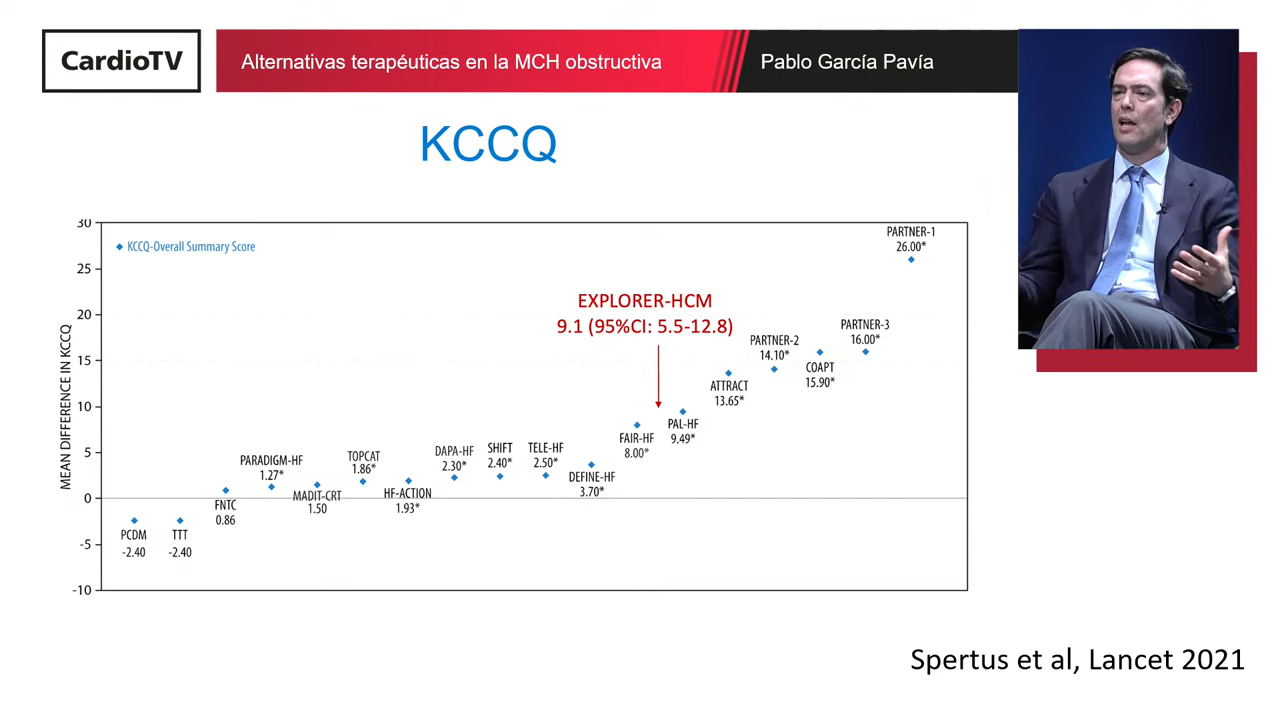 CardioTV
Alternativas terapéuticas en la MCH obstructiva
Pablo García Pavía
KCCQ
MEAN DIFFERENCE IN KCCQ
30
25
20
15
10
5
0
-5
-10
KCCQ-Overall Summary Score
PCDM
-2.40
TTT
-2.40
FNTC
0.86
PARADIGM-HF
1.27*
MADIT-CRT
1.50
TOPCAT
1.86*
HF-ACTION
1.93*
DAPA-HF
2.30*
SHIFT
2.40*
TELE-HF
2.50*
DEFINE-HF
3.70*
FAIR-HF
8.00*
EXPLORER-HCM
9.1 (95%CI: 5.5-12.8)
PAL-HF
9.49*
ATTRACT
13.65*
PARTNER-2
14.10*
COAPT
15.90*
PARTNER-3
16.00*
PARTNER-1
26.00*
Spertus et al, Lancet 2021